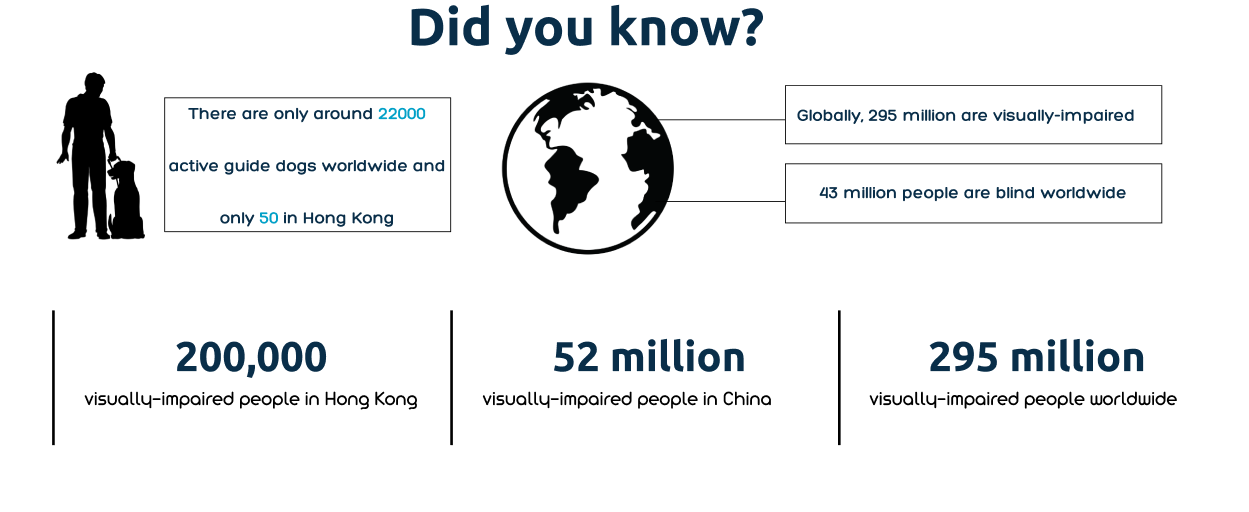 Did you know?
There are only around 22000
active guide dogs worldwide and
only 50 in Hong Kong
Globally, 295 million are visually-impaired
43 million people are blind worldwide
200,000
visually-impaired people in Hong Kong
52 million
visually-impaired people in China
295 million
visually-impaired people worldwide